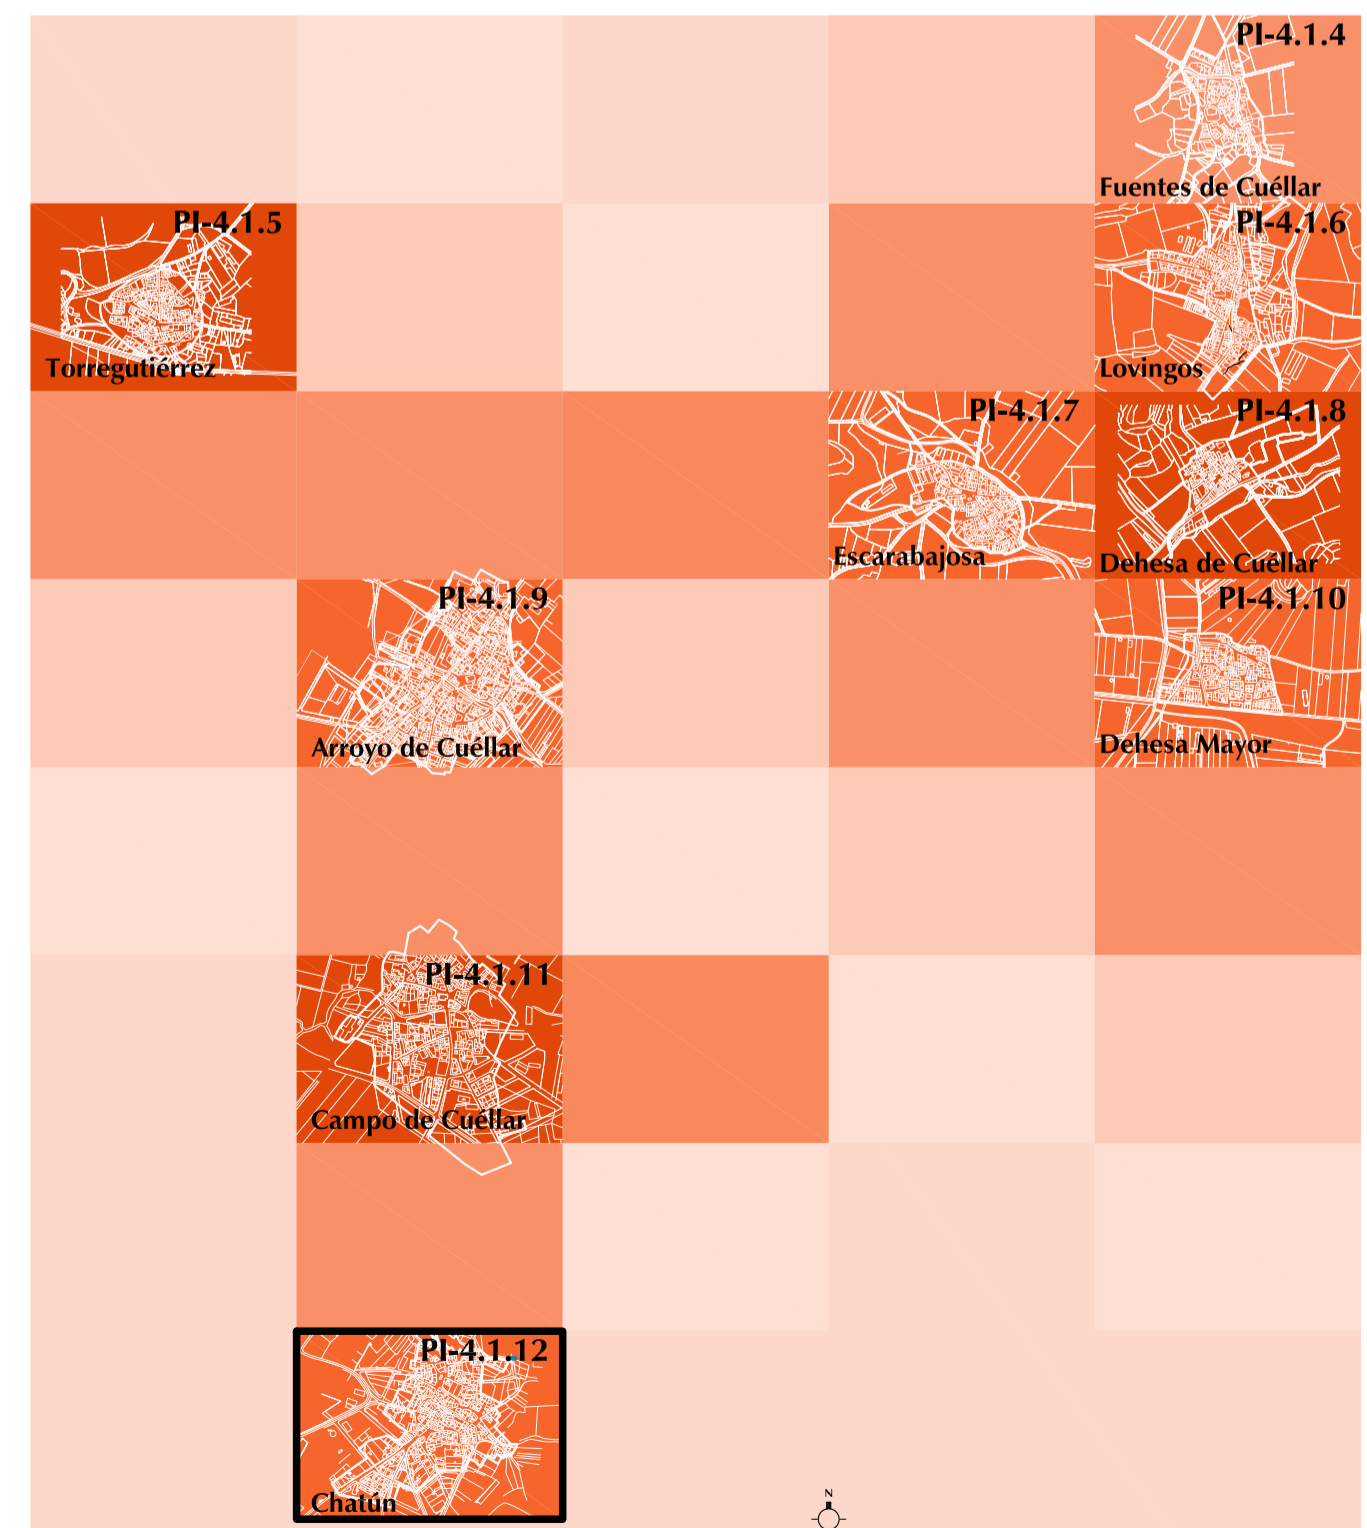 PI-4.1.4
Fuentes de Cuéllar
PI-4.1.5
Torregutiérrez
PI-4.1.6
Lovingos
PI-4.1.7
Escarabajosa
PI-4.1.8
Dehesa de Cuéllar
PI-4.1.9
Arroyo de Cuéllar
PI-4.1.10
Dehesa Mayor
PI-4.1.11
Campo de Cuéllar
PI-4.1.12
Chatún
N